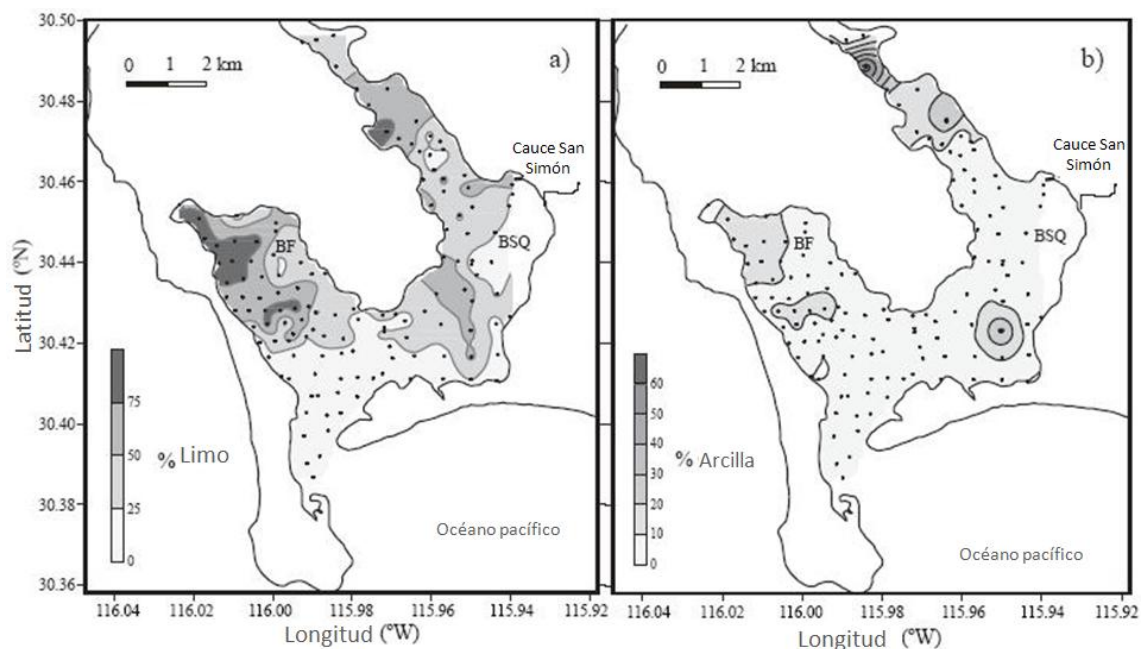 30.50
30.48
30.46
30.44
30.42
30.40
30.38
30.36
Latitud (°N)
0 1 2 km
a)
Cauce San
Simón
BF
BSQ
75
50
25
0
% Limo
Océano pacífico
116.04 116.02 116.00 115.98 115.96 115.94 115.92
Longitud (°W)
0 1 2 km
b)
Cauce San
Simón
BF
BSQ
60
50
40
30
20
10
0
% Arcilla
Océano pacífico
116.04 116.02 116.00 115.98 115.96 115.94 115.92
Longitud (°W)